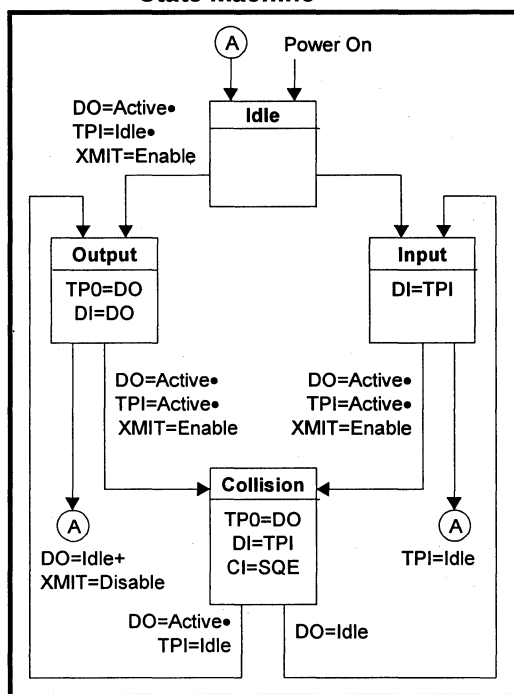 A
Power On
DO=Active•
TPI=Idle•
XMIT=Enable
Idle
Output
TP0=DO
DI=DO
Input
DI=TPI
DO=Active•
TPI=Active•
XMIT=Enable
DO=Active•
TPI=Active•
XMIT=Enable
Collision
TP0=DO
DI=TPI
CI=SQE
A
DO=Idle+
XMIT=Disable
A
TPI=Idle
DO=Active•
TPI=Idle
DO=Idle